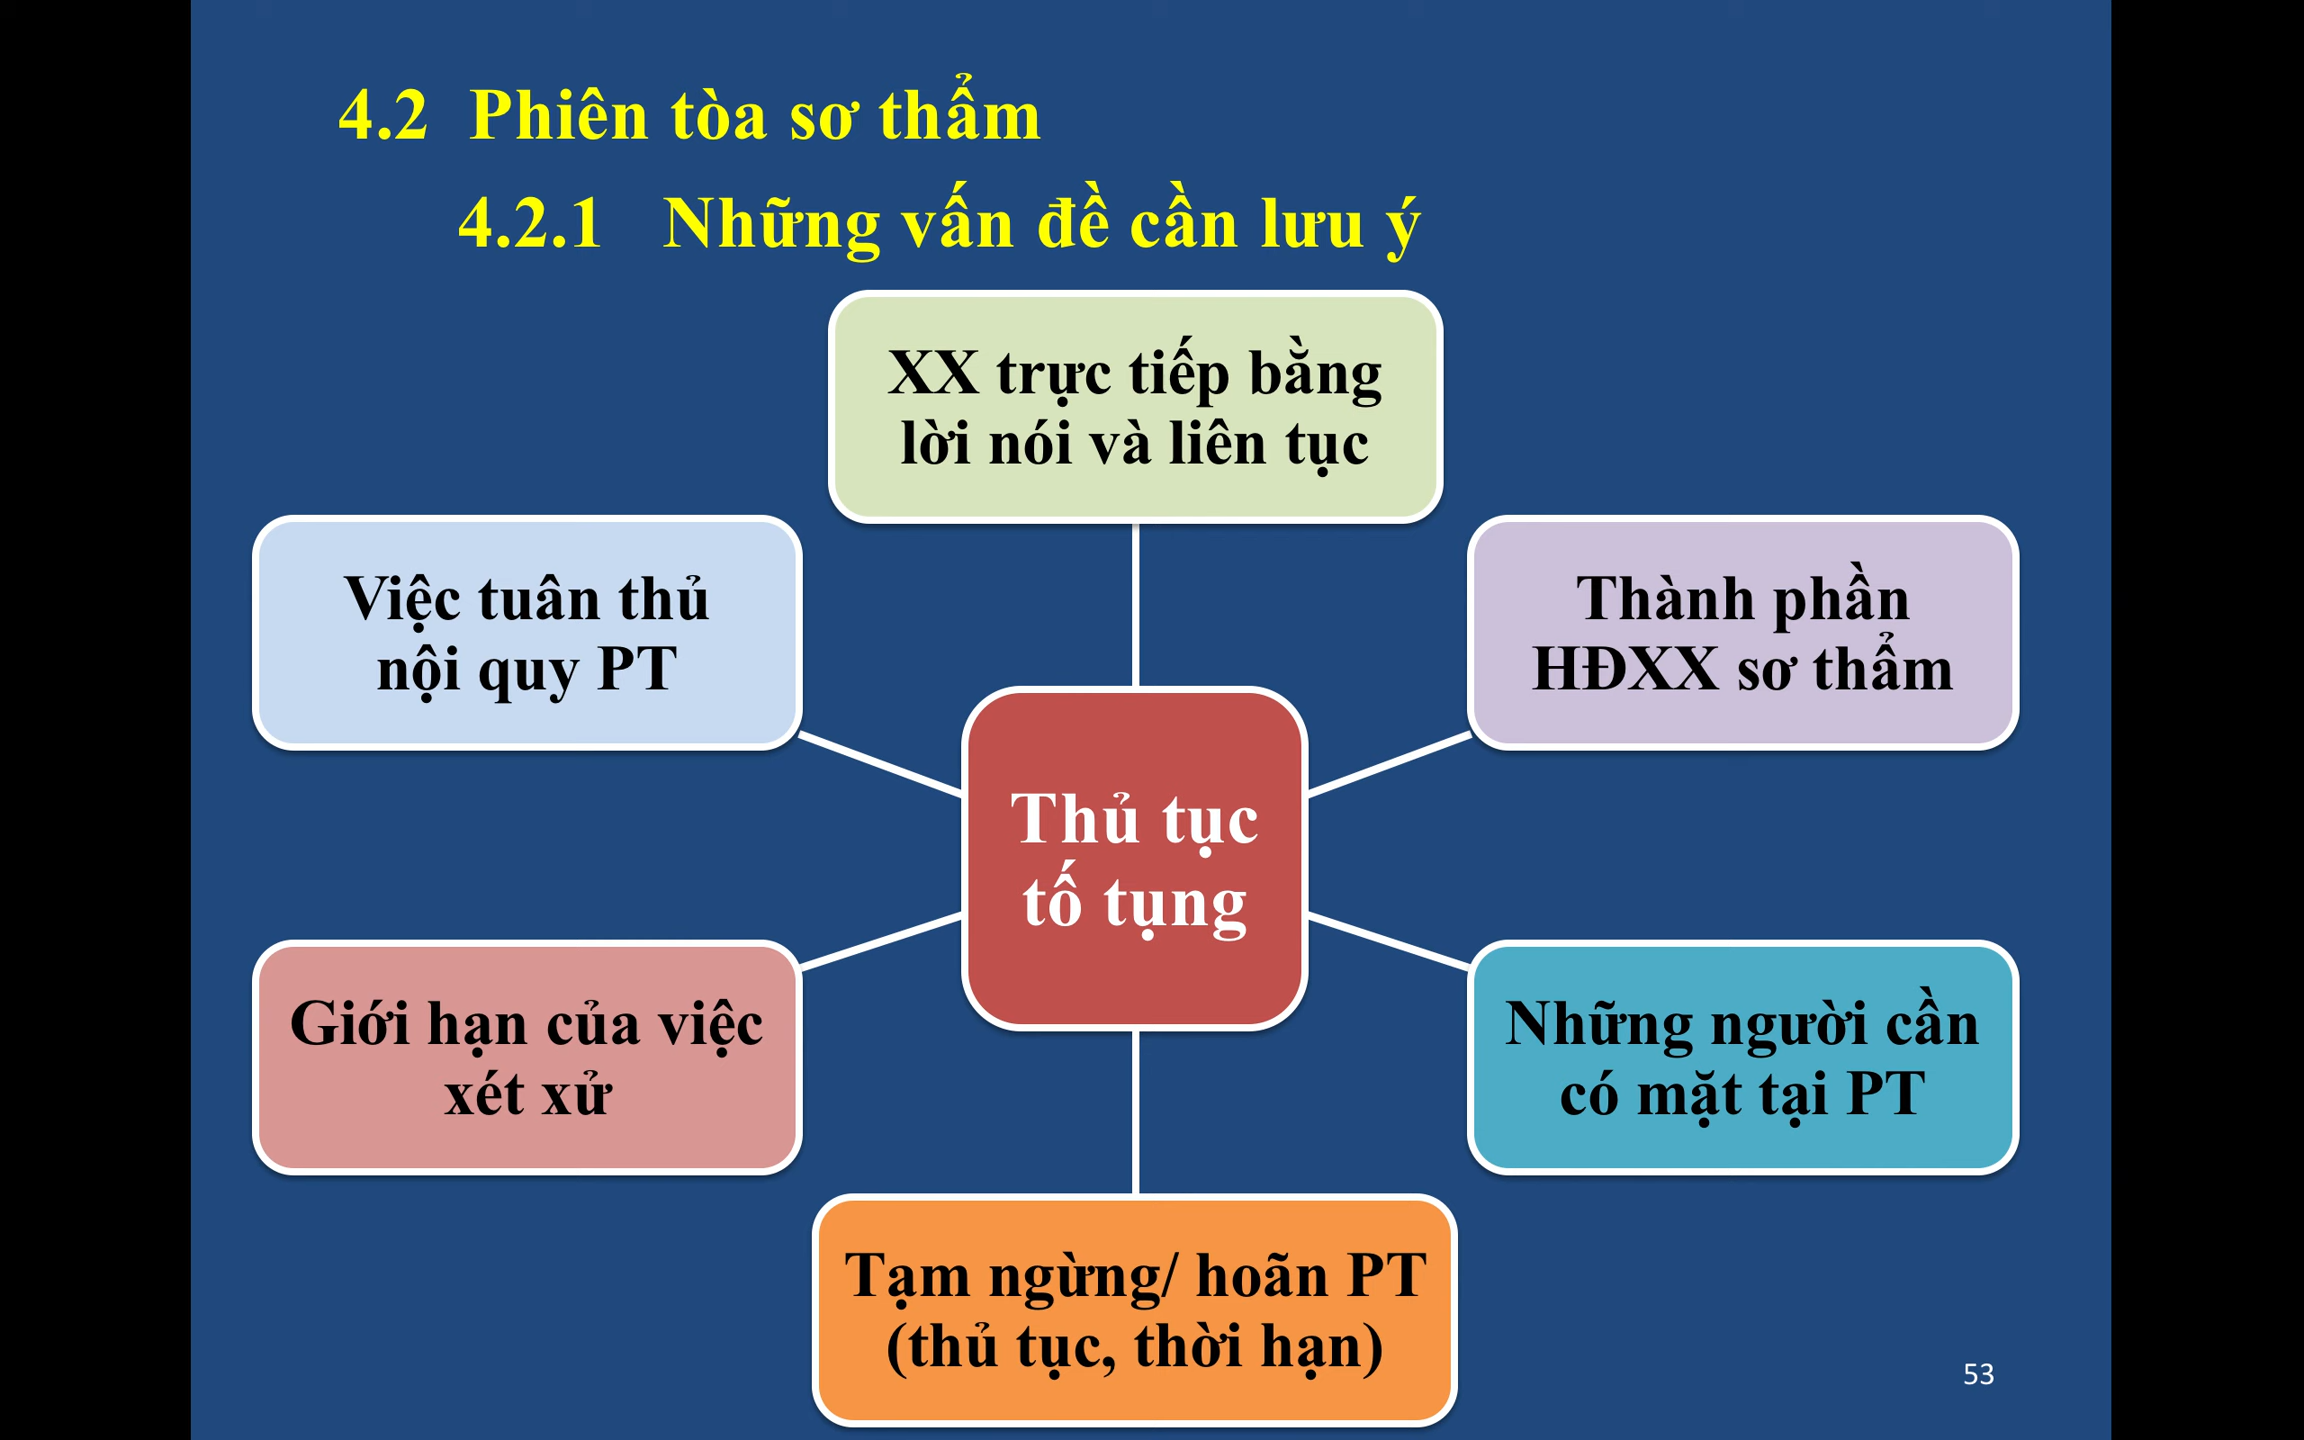 4.2 Phiên tòa sơ thẩm
4.2.1 Những vấn đề cần lưu ý
XX trực tiếp bằng
lời nói và liên tục
Việc tuân thủ
nội quy PT
Thành phần
HĐXX sơ thẩm
Thủ tục
tố tụng
Giới hạn của việc
xét xử
Những người cần
có mặt tại PT
Tạm ngừng/ hoãn PT
(thủ tục, thời hạn)
53